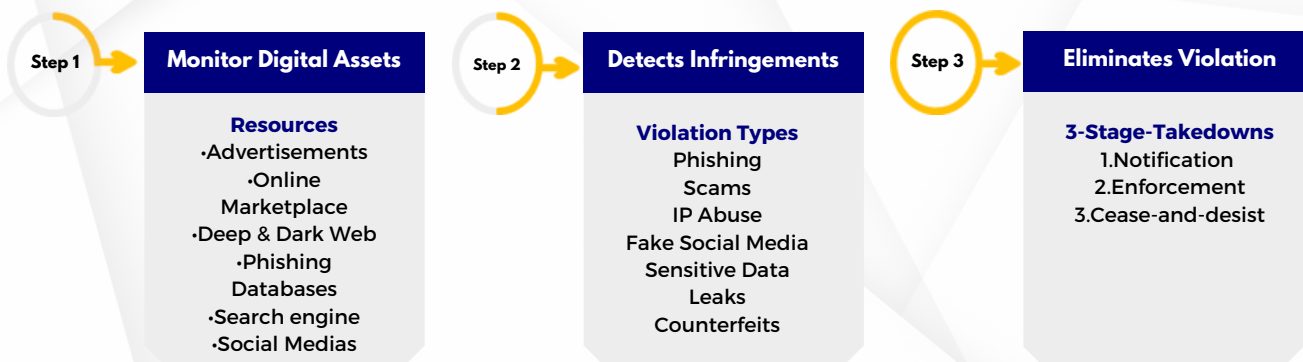 Step 1
Monitor Digital Assets
Resources
•Advertisements
•Online
Marketplace
•Deep & Dark Web
•Phishing
Databases
•Search engine
•Social Medias
Step 2
Detects Infringements
Violation Types
Phishing
Scams
IP Abuse
Fake Social Media
Sensitive Data
Leaks
Counterfeits
Step 3
Eliminates Violation
3-Stage-Takedowns
1.Notification
2.Enforcement
3.Cease-and-desist